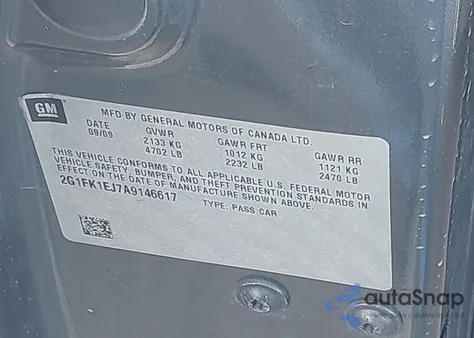 GM
MFD BY GENERAL MOTORS OF CANADA LTD.
DATE GVWR GAWR FRT GAWR RR
09/09 2133 KG 1012 KG 1121 KG
4702 LB 2232 LB 2470 LB
THIS VEHICLE CONFORMS TO ALL APPLICABLE U.S. FEDERAL MOTOR
VEHICLE SAFETY, BUMPER, AND THEFT PREVENTION STANDARDS IN
EFFECT ON THE DATE OF MANUFACTURE SHOWN ABOVE.
2G1FK1EJ7A9146617 TYPE: PASS CAR
autoSnap